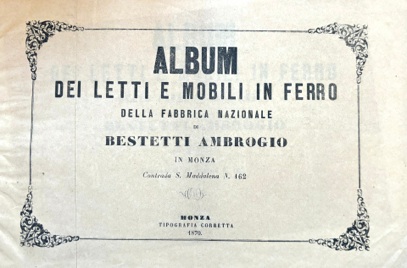 ALBUM
DEI LETTI E MOBILI IN FERRO
DELLA FABBRICA NAZIONALE
DI
BESTETTI AMBROGIO
IN MONZA
Contrada S. Maddalena N. 162
MONZA
TIPOGRAFIA CORBETTA
1870.